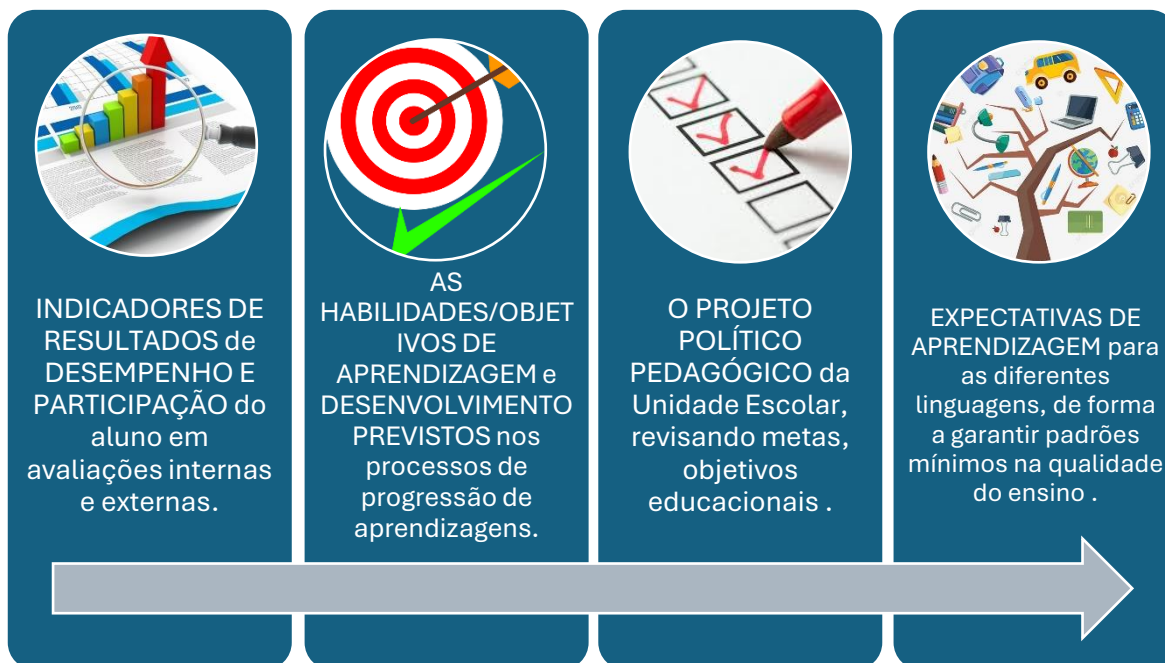 INDICADORES DE
RESULTADOS de
DESEMPENHO E
PARTICIPAÇÃO do
aluno em
avaliações internas
e externas.
AS
HABILIDADES/OBJET
IVOS DE
APRENDIZAGEM e
DESENVOLVIMENTO
PREVISTOS nos
processos de
progressão de
aprendizagens.
O PROJETO
POLÍTICO
PEDAGÓGICO da
Unidade Escolar,
revisando metas,
objetivos
educacionais .
EXPECTATIVAS DE
APRENDIZAGEM para
as diferentes
linguagens, de forma
a garantir padrões
mínimos na qualidade
do ensino .